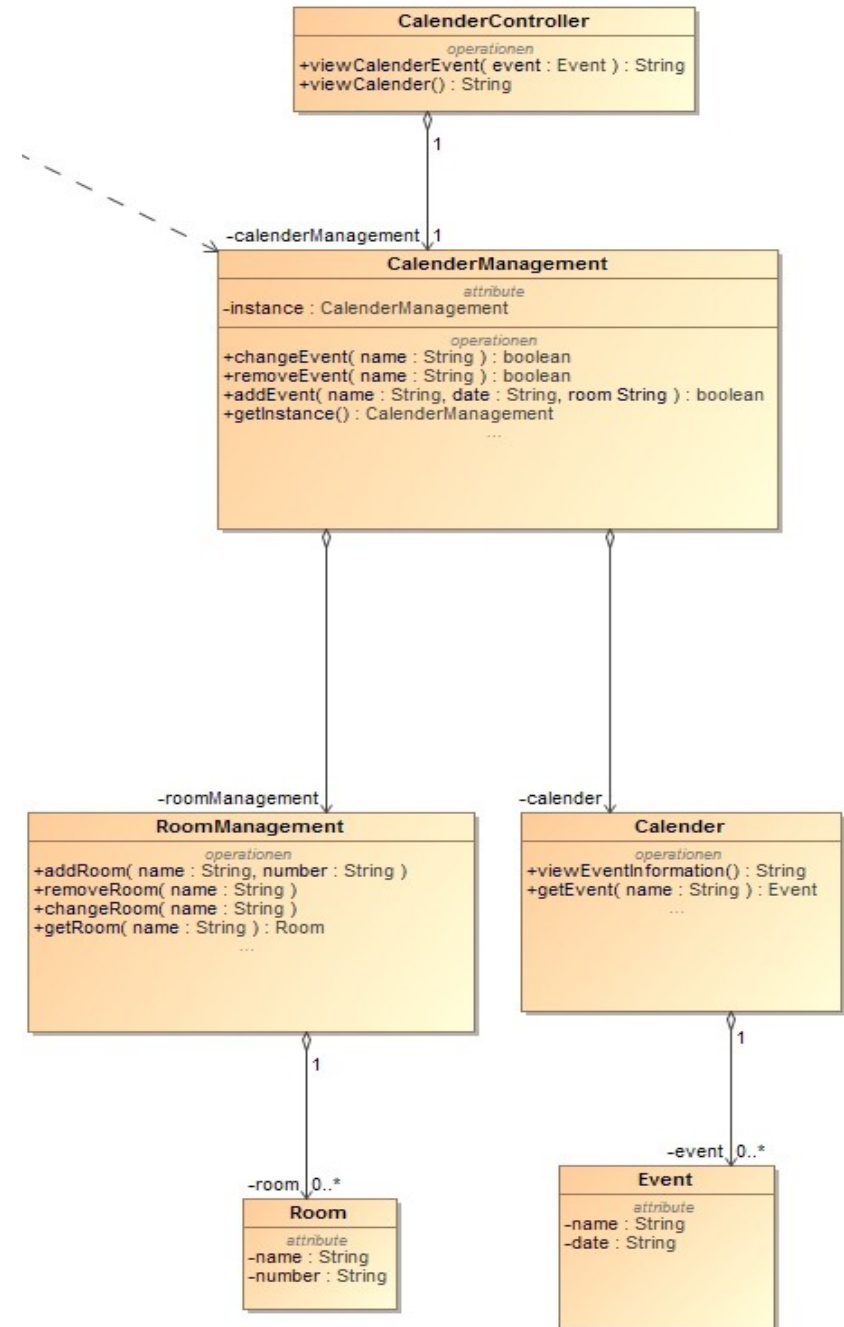 CalenderController
operationen
+viewCalenderEvent( event : Event ) : String
+viewCalender() : String
1
-calenderManagement 1
CalenderManagement
attribute
-instance : CalenderManagement
operationen
+changeEvent( name : String ) : boolean
+removeEvent( name : String ) : boolean
+addEvent( name : String, date : String, room String ) : boolean
+getInstance() : CalenderManagement
...
-roomManagement
RoomManagement
operationen
+addRoom( name : String, number : String )
+removeRoom( name : String )
+changeRoom( name : String )
+getRoom( name : String ) : Room
...
1
-room 0..*
Room
attribute
-name : String
-number : String
-calender
Calender
operationen
+viewEventInformation() : String
+getEvent( name : String ) : Event
...
1
-event 0..*
Event
attribute
-name : String
-date : String